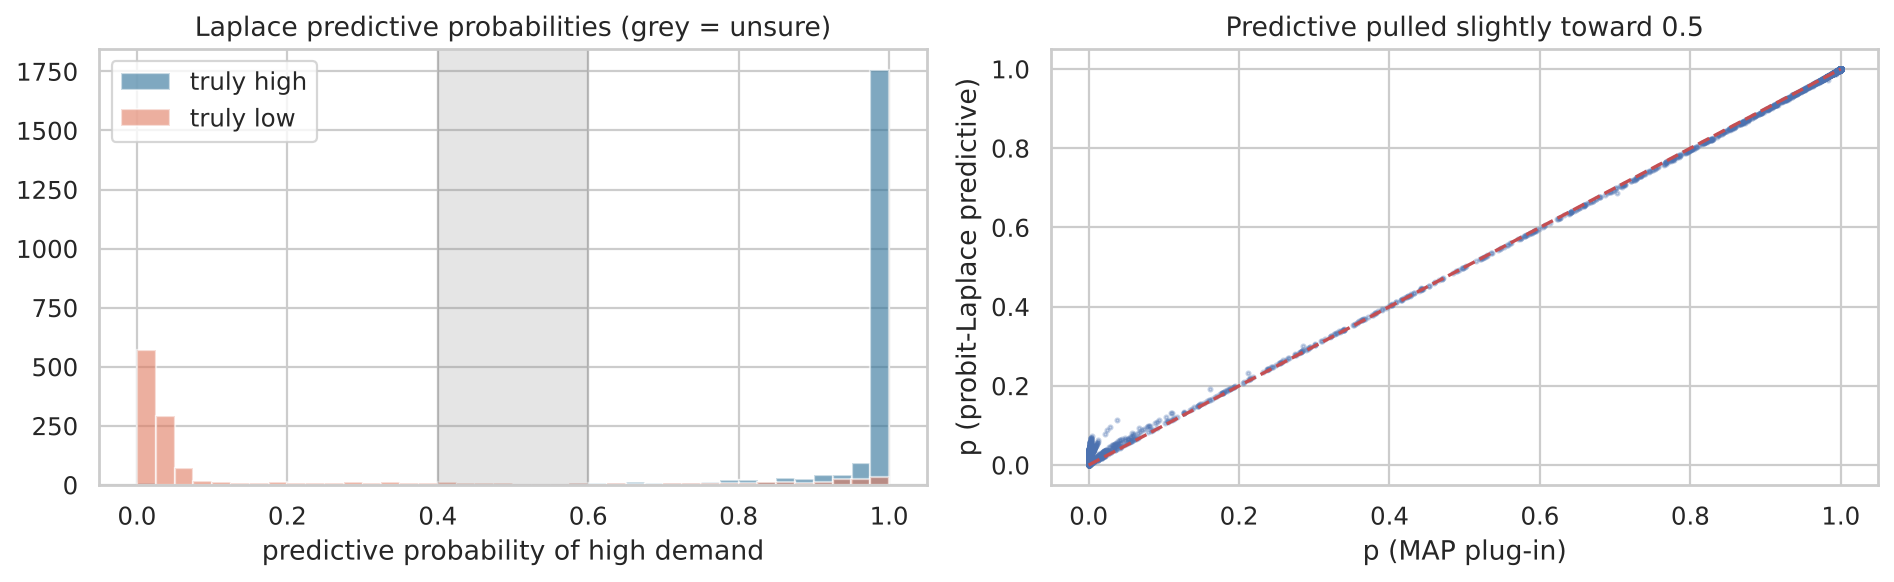 Laplace predictive probabilities (grey = unsure)
truly high
truly low
1750
1500
1250
1000
750
500
250
0
0.0 0.2 0.4 0.6 0.8 1.0
predictive probability of high demand
Predictive pulled slightly toward 0.5
p (probit-Laplace predictive)
1.0
0.8
0.6
0.4
0.2
0.0
0.0 0.2 0.4 0.6 0.8 1.0
p (MAP plug-in)